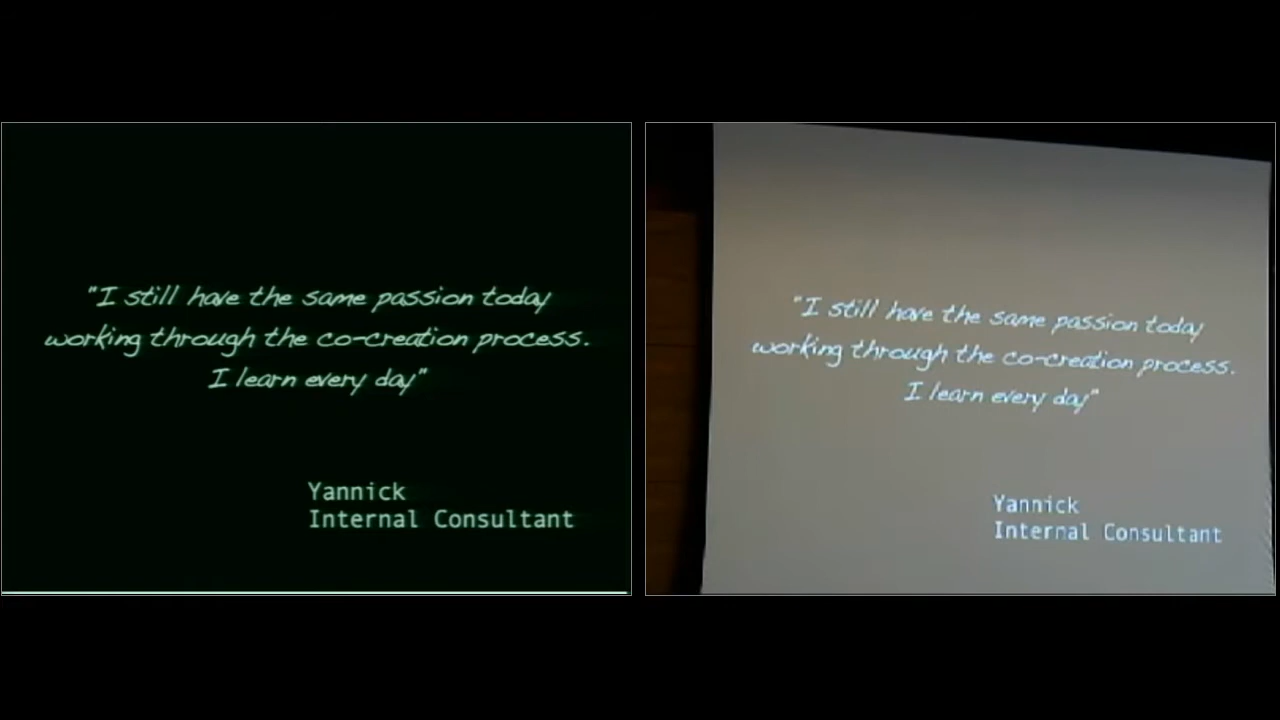 "I still have the same passion today
working through the co-creation process.
I learn every day"
Yannick
Internal Consultant
"I still have the same passion today
working through the co-creation process.
I learn every day"
Yannick
Internal Consultant